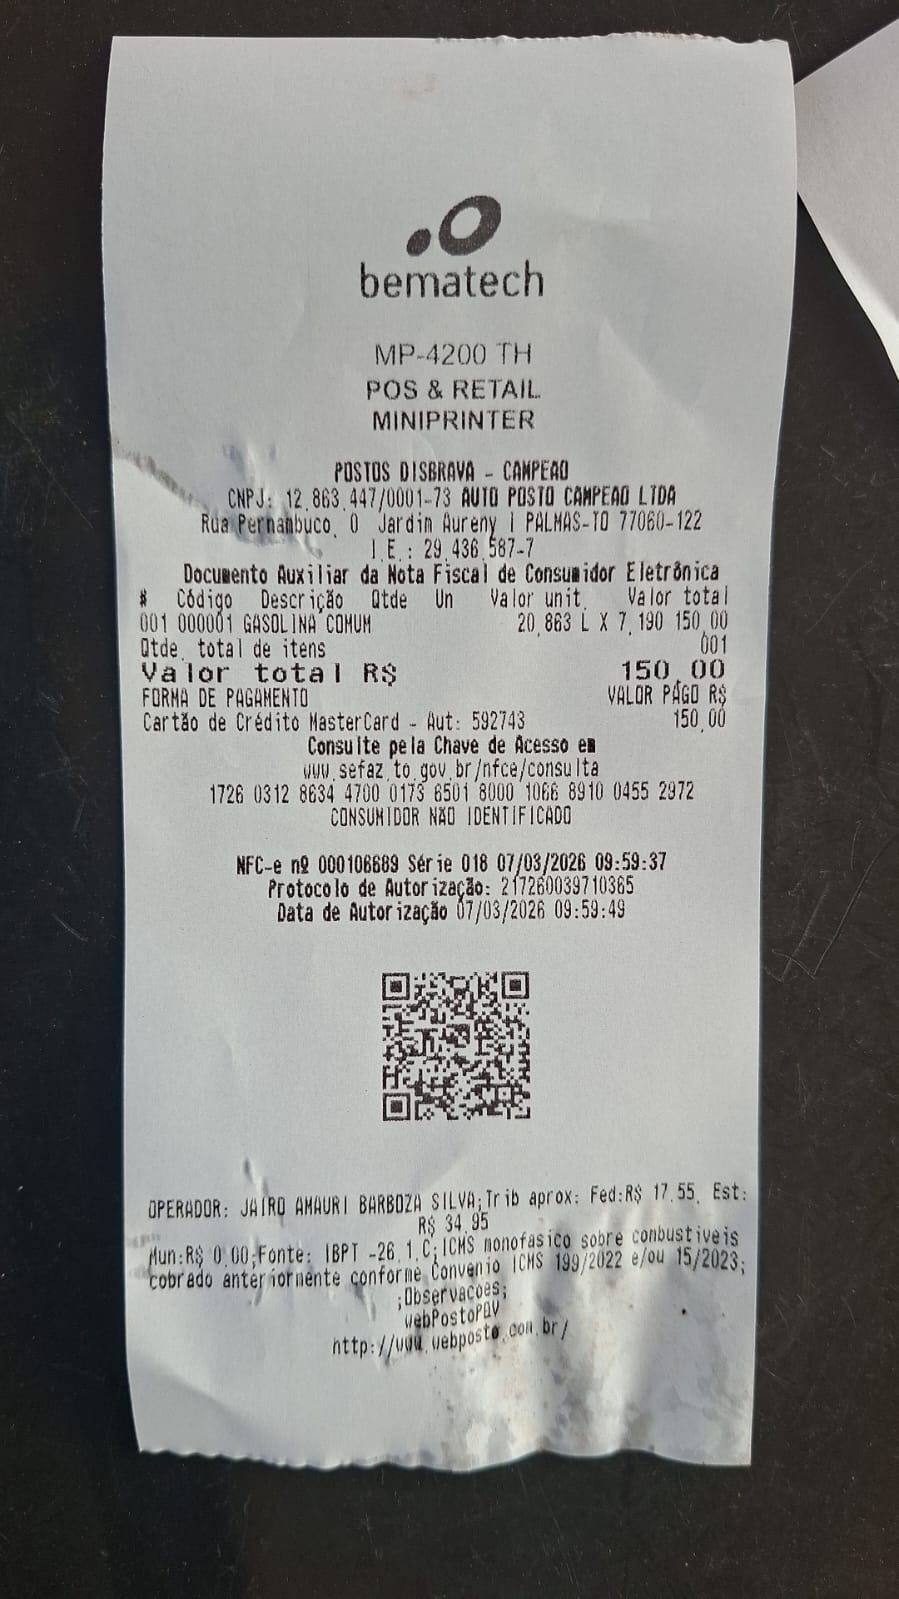 bematech
MP-4200 TH
POS & RETAIL
MINIPRINTER
POSTOS DISBRAVA - CAMPEAO
CNPJ: 12.863.447/0001-73 AUTO POSTO CAMPEAO LTDA
Rua Pernambuco, 0 Jardim Aureny I PALMAS-TO 77060-122
I.E.: 29.436.587-7
Documento Auxiliar da Nota Fiscal de Consumidor Eletrônica
# Código Descrição Qtde Un Valor unit. Valor total
001 000001 GASOLINA COMUM 20,863 L X 7,190 150,00
Qtde. total de itens 001
Valor total R$ 150,00
FORMA DE PAGAMENTO VALOR PAGO R$
Cartão de Crédito MasterCard - Aut: 592743 150,00
Consulte pela Chave de Acesso em
www.sefaz.to.gov.br/nfce/consulta
1726 0312 8634 4700 0173 6501 8000 1066 8910 0455 2972
CONSUMIDOR NÃO IDENTIFICADO
NFC-e nº 000106689 Série 018 07/03/2026 09:59:37
Protocolo de Autorização: 217260039710365
Data de Autorização 07/03/2026 09:59:49
OPERADOR: JAIRO AMAURI BARBOZA SILVA;Trib aprox: Fed:R$ 17.55, Est:
R$ 34.95
Mun:R$ 0.00;Fonte: IBPT -26.1.C;ICMS monofasico sobre combustiveis
cobrado anteriormente conforme Convenio ICMS 199/2022 e/ou 15/2023;
;Observacoes;
webPostoPDV
http://www.webposto.com.br/